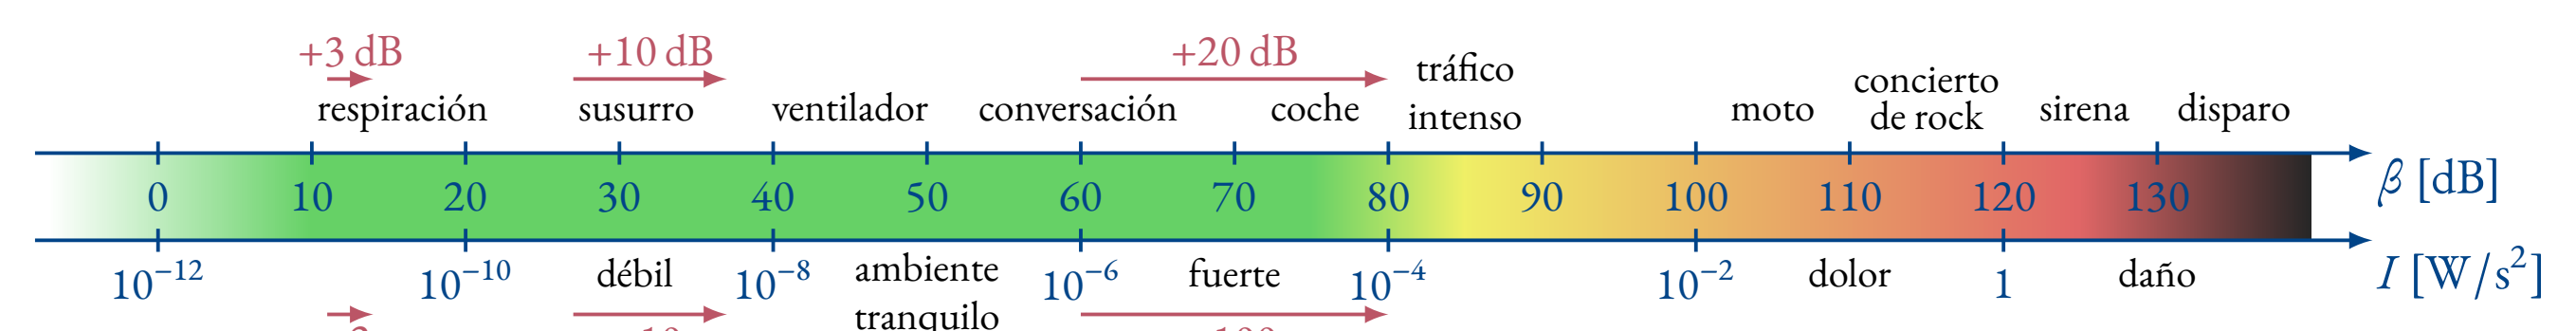 +3 dB
+10 dB
+20 dB
respiración
susurro
ventilador
conversación
coche
tráfico
intenso
moto
concierto
de rock
sirena
disparo
0 10 20 30 40 50 60 70 80 90 100 110 120 130 β [dB]
10⁻¹² 10⁻¹⁰ débil 10⁻⁸ ambiente
tranquilo
10⁻⁶ fuerte 10⁻⁴ 10⁻² dolor 1 daño I [W/s²]